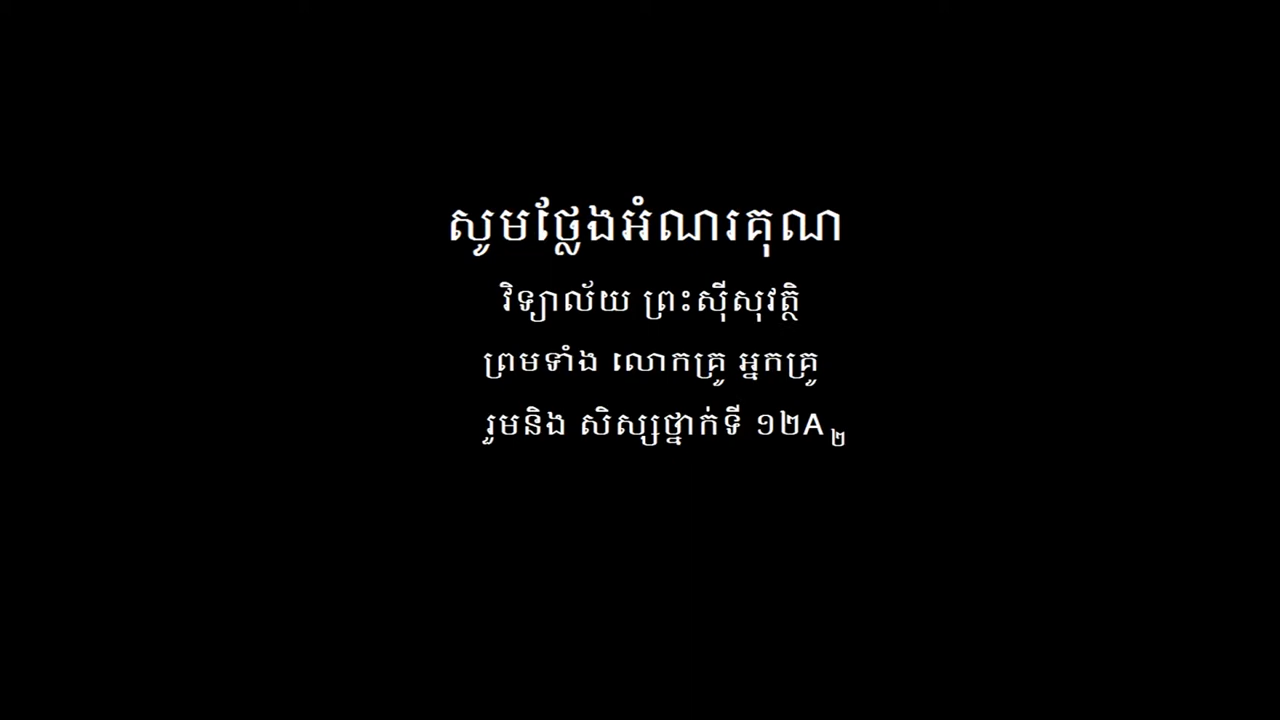 សូមថ្លែងអំណរគុណ
វិទ្យាល័យ ព្រះស៊ីសុវត្ថិ
ព្រមទាំង លោកគ្រូ អ្នកគ្រូ
រួមនិង សិស្សថ្នាក់ទី ១២A២